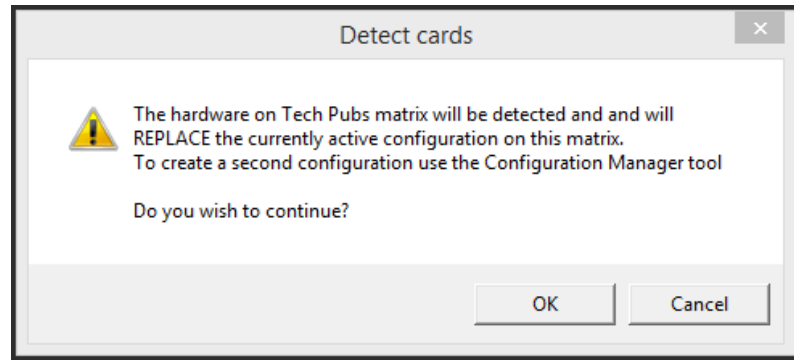 Detect cards
The hardware on Tech Pubs matrix will be detected and and will
REPLACE the currently active configuration on this matrix.
To create a second configuration use the Configuration Manager tool
Do you wish to continue?
OK Cancel